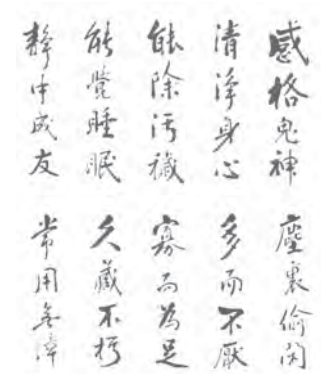 感格鬼神
清淨身心
能除污穢
能覺睡眠
靜中成友
塵裏偷閑
多而不厭
寡而為足
久藏不朽
常用無障